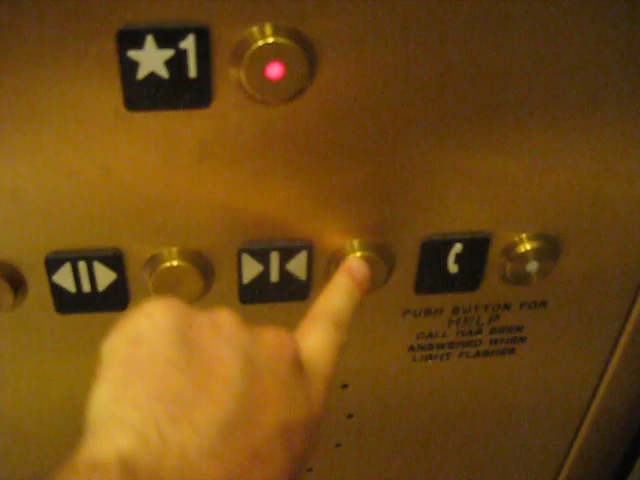 ★1
PUSH BUTTON FOR
HELP
CALL HAS BEEN
ANSWERED WHEN
LIGHT FLASHES